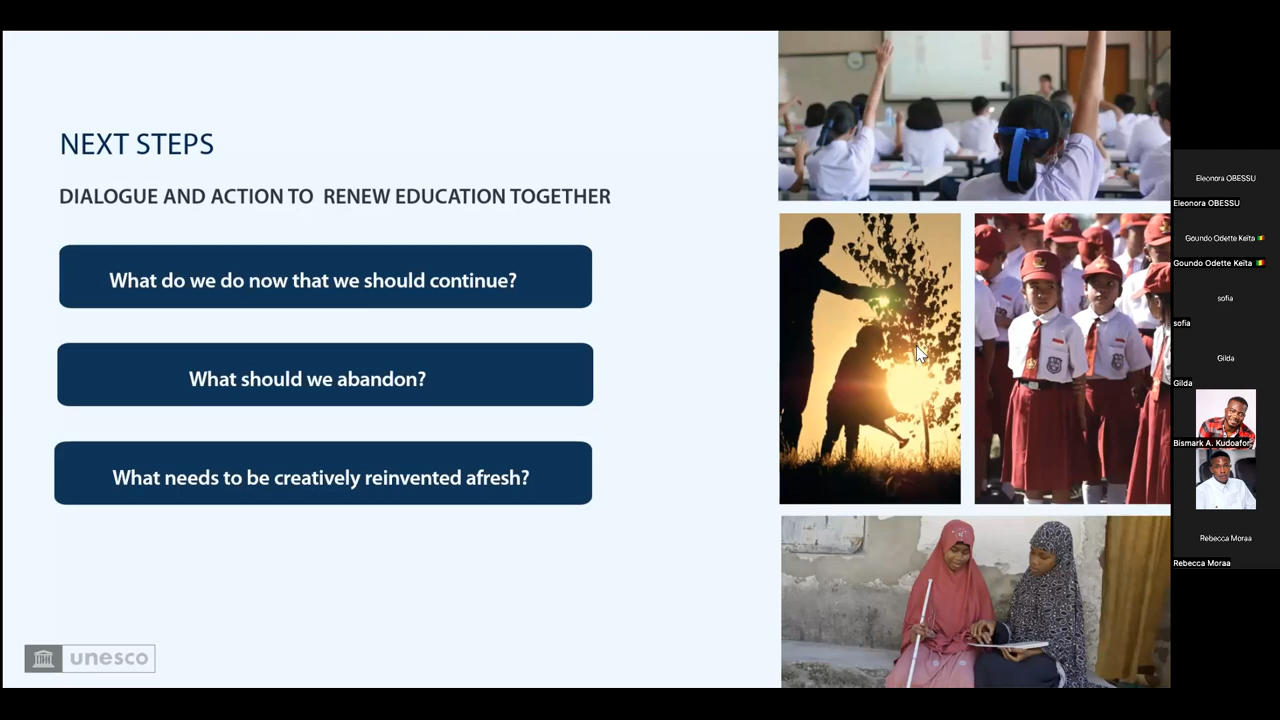 NEXT STEPS
DIALOGUE AND ACTION TO RENEW EDUCATION TOGETHER
What do we do now that we should continue?
What should we abandon?
What needs to be creatively reinvented afresh?
unesco
Eleonora OBESSU
Eleonora OBESSU
Goundo Odette Keïta
Goundo Odette Keïta
sofia
sofia
Gilda
Gilda
Bismark A. Kudoafor
Rebecca Moraa
Rebecca Moraa